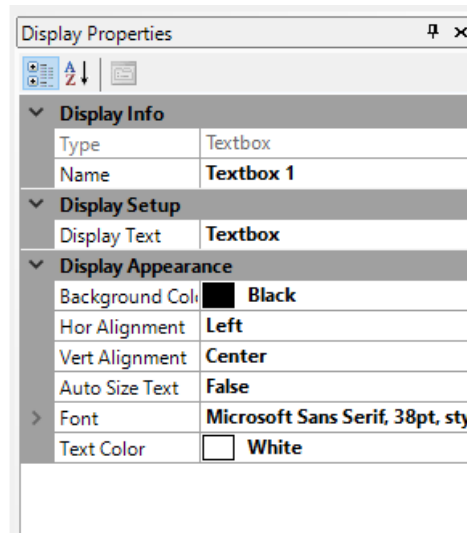 Display Properties
Display Info
Type Textbox
Name Textbox 1
Display Setup
Display Text Textbox
Display Appearance
Background Colo Black
Hor Alignment Left
Vert Alignment Center
Auto Size Text False
Font Microsoft Sans Serif, 38pt, sty
Text Color White